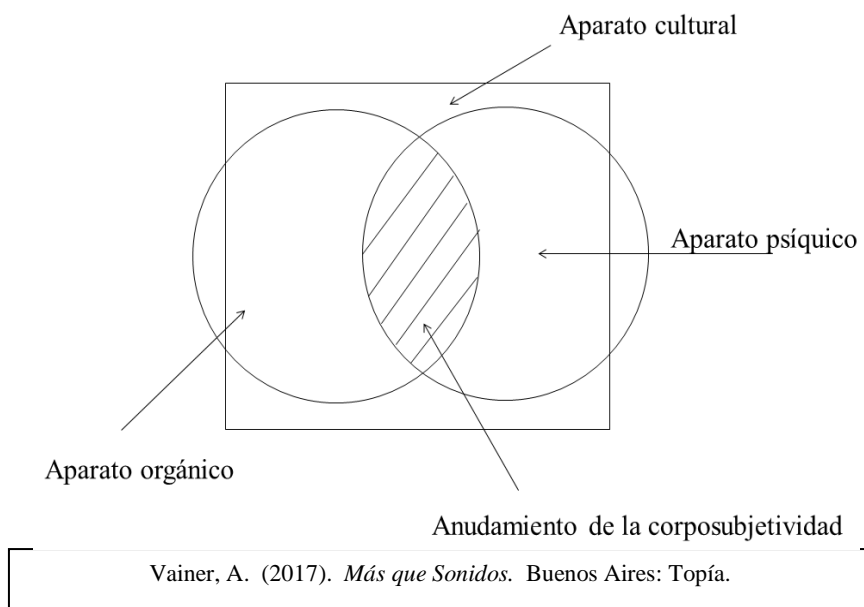 Aparato cultural
Aparato psíquico
Aparato orgánico
Anudamiento de la corposubjetividad
Vainer, A. (2017). Más que Sonidos. Buenos Aires: Topía.